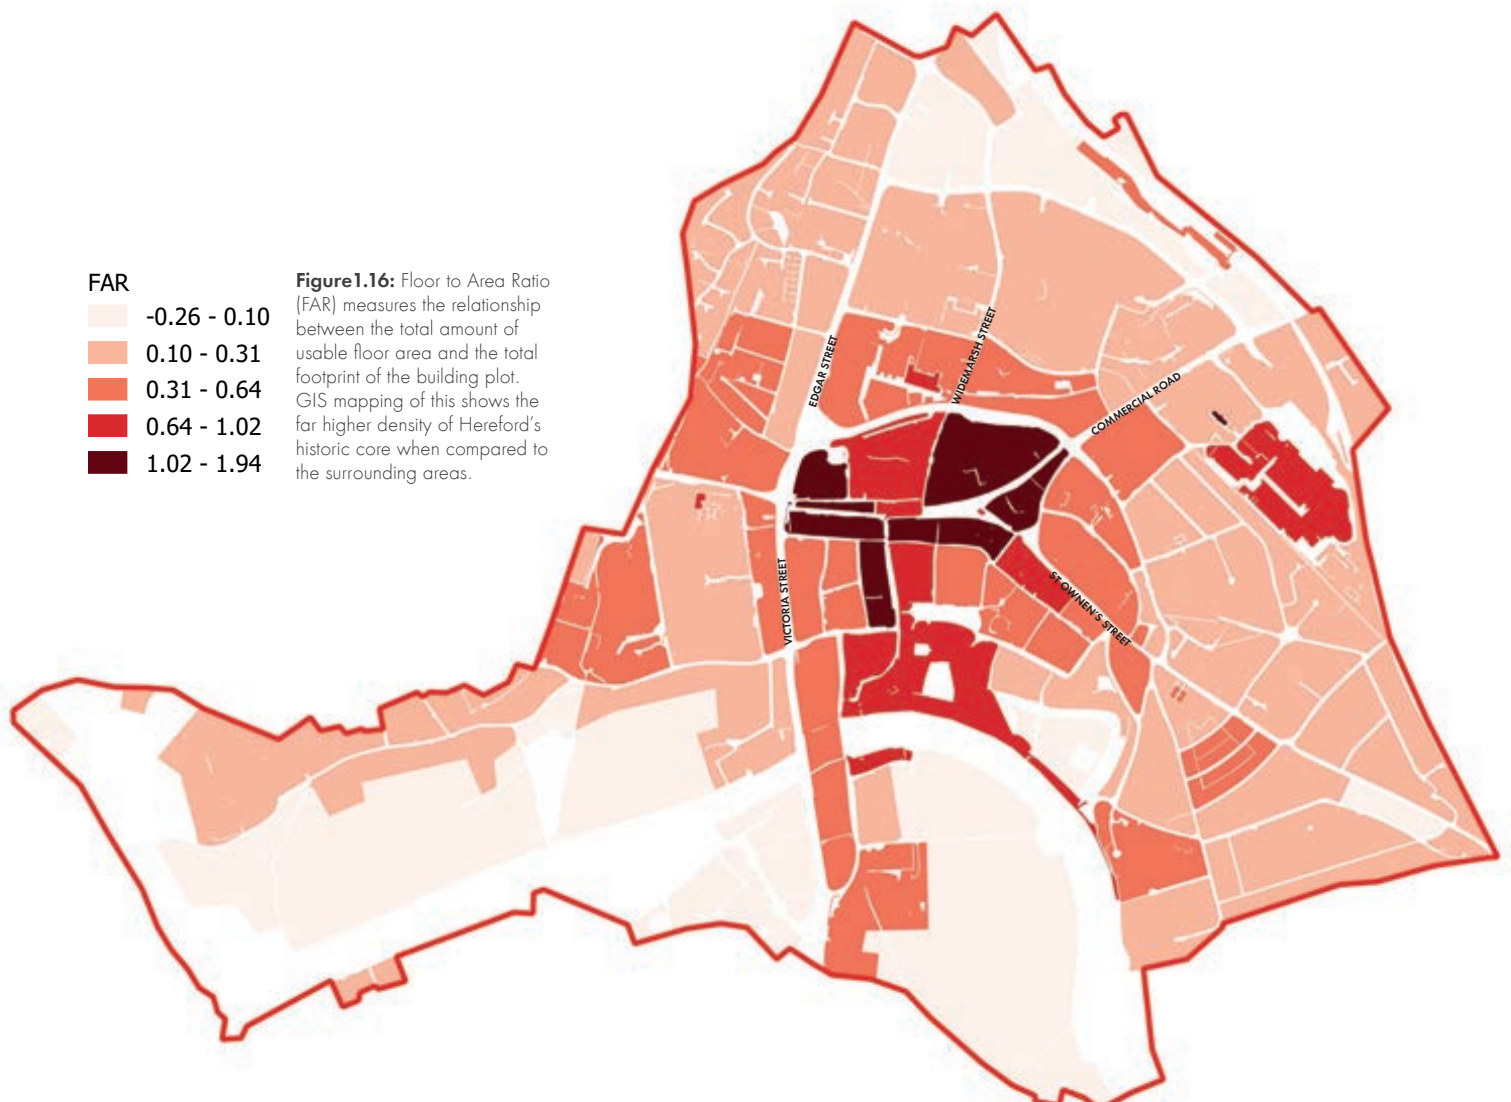 FAR
-0.26 - 0.10
0.10 - 0.31
0.31 - 0.64
0.64 - 1.02
1.02 - 1.94
Figure1.16: Floor to Area Ratio
(FAR) measures the relationship
between the total amount of
usable floor area and the total
footprint of the building plot.
GIS mapping of this shows the
far higher density of Hereford's
historic core when compared to
the surrounding areas.
EDGAR STREET
WIDEMARSH STREET
COMMERCIAL ROAD
VICTORIA STREET
ST OWNEN'S STREET